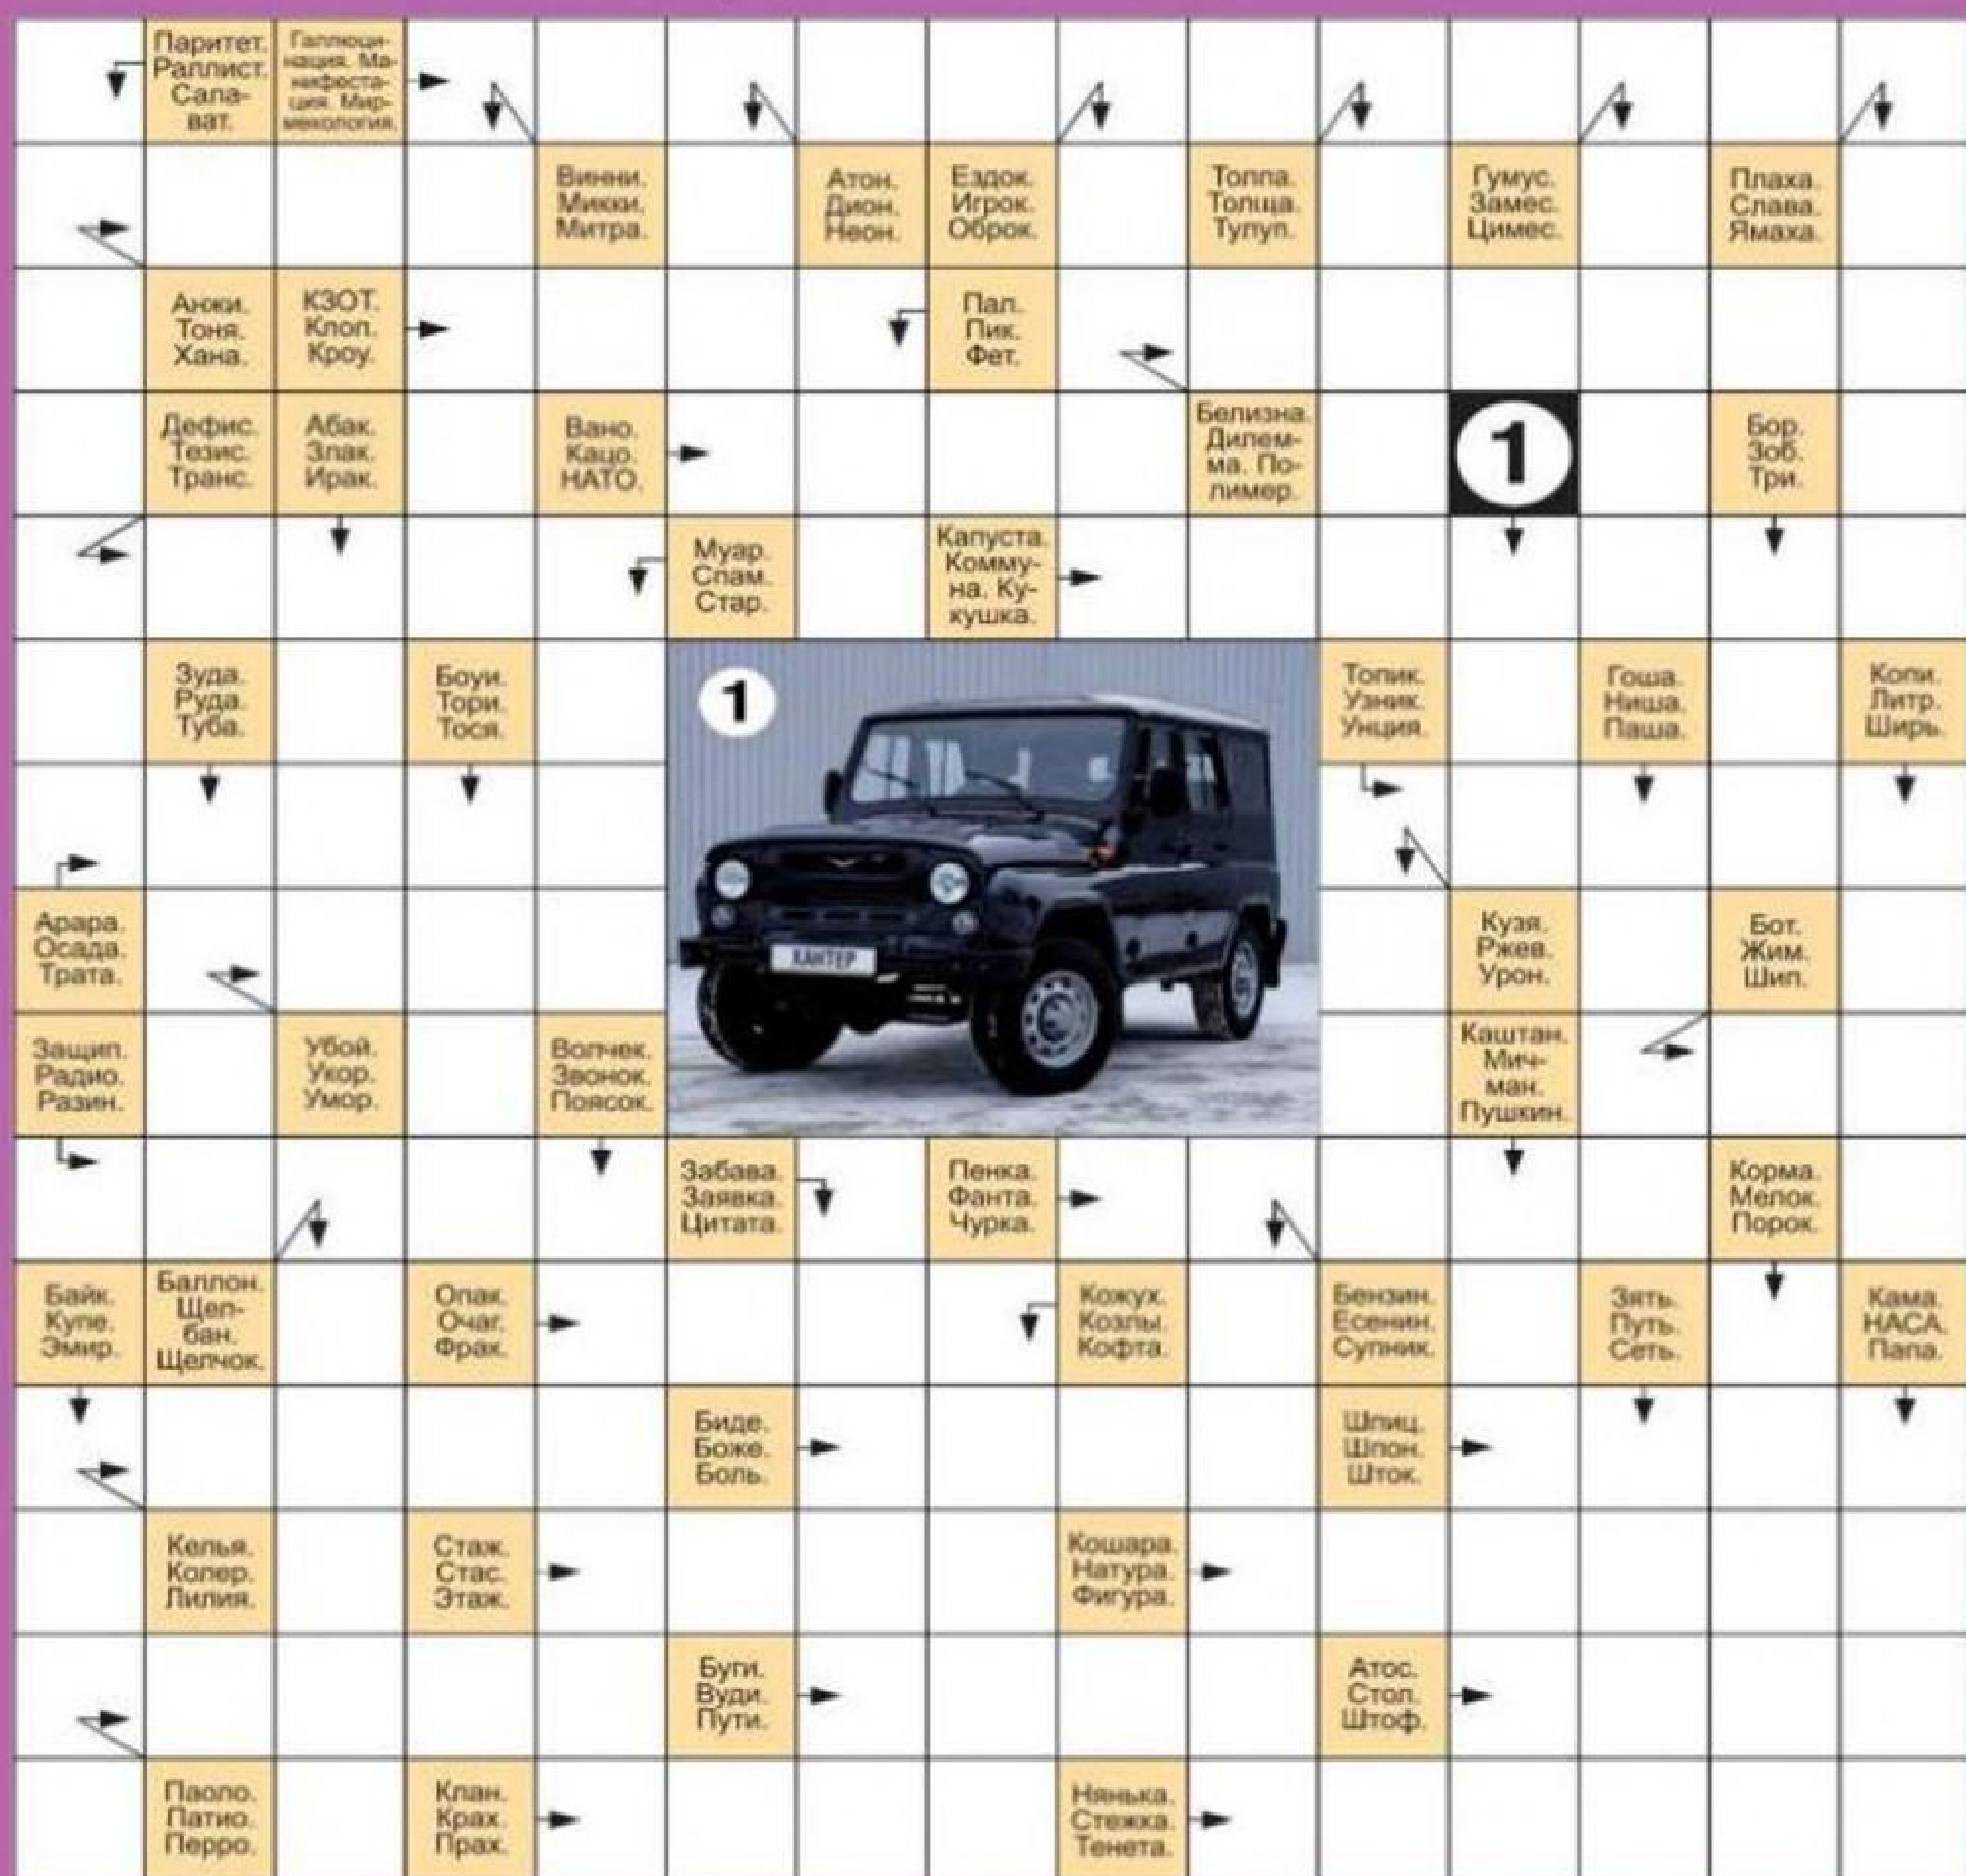 Паритет.
Раллист.
Сала-
ват.
Галлюци-
нация. Ма-
нифеста-
ция. Мир-
мекология.
Винни.
Микки.
Митра.
Атон.
Дион.
Неон.
Ездок.
Игрок.
Оброк.
Толпа.
Толща.
Тулуп.
Гумус.
Замес.
Цимес.
Плаха.
Слава.
Ямаха.
Анжи.
Тоня.
Хана.
КЗОТ.
Клоп.
Кроу.
Пал.
Пик.
Фет.
Дефис.
Тезис.
Транс.
Абак.
Злак.
Ирак.
Вано.
Кацо.
НАТО.
Белизна.
Дилем-
ма. По-
лимер.
1
Бор.
Зоб.
Три.
Муар.
Спам.
Стар.
Капуста.
Комму-
на. Ку-
кушка.
Зуда.
Руда.
Туба.
Боуи.
Тори.
Тося.
1
Топик.
Узник.
Унция.
Гоша.
Ниша.
Паша.
Копи.
Литр.
Ширь.
Арара.
Осада.
Трата.
ХАНТЕР
Кузя.
Ржев.
Урон.
Бот.
Жим.
Шип.
Защип.
Радио.
Разин.
Убой.
Укор.
Умор.
Волчек.
Звонок.
Поясок.
Каштан.
Мич-
ман.
Пушкин.
Забава.
Заявка.
Цитата.
Пенка.
Фанта.
Чурка.
Корма.
Мелок.
Порок.
Байк.
Купе.
Эмир.
Баллон.
Щеп-
бан.
Щелчок.
Опак.
Очаг.
Фрак.
Кожух.
Козлы.
Кофта.
Бензин.
Есенин.
Супник.
Зять.
Путь.
Сеть.
Кама.
НАСА.
Папа.
Биде.
Боже.
Боль.
Шпиц.
Шпон.
Шток.
Келья.
Колер.
Лилия.
Стаж.
Стас.
Этаж.
Кошара.
Натура.
Фигура.
Буги.
Вуди.
Пути.
Атос.
Стол.
Штоф.
Паоло.
Патио.
Перро.
Клан.
Крах.
Прах.
Нянька.
Стежка.
Тенета.